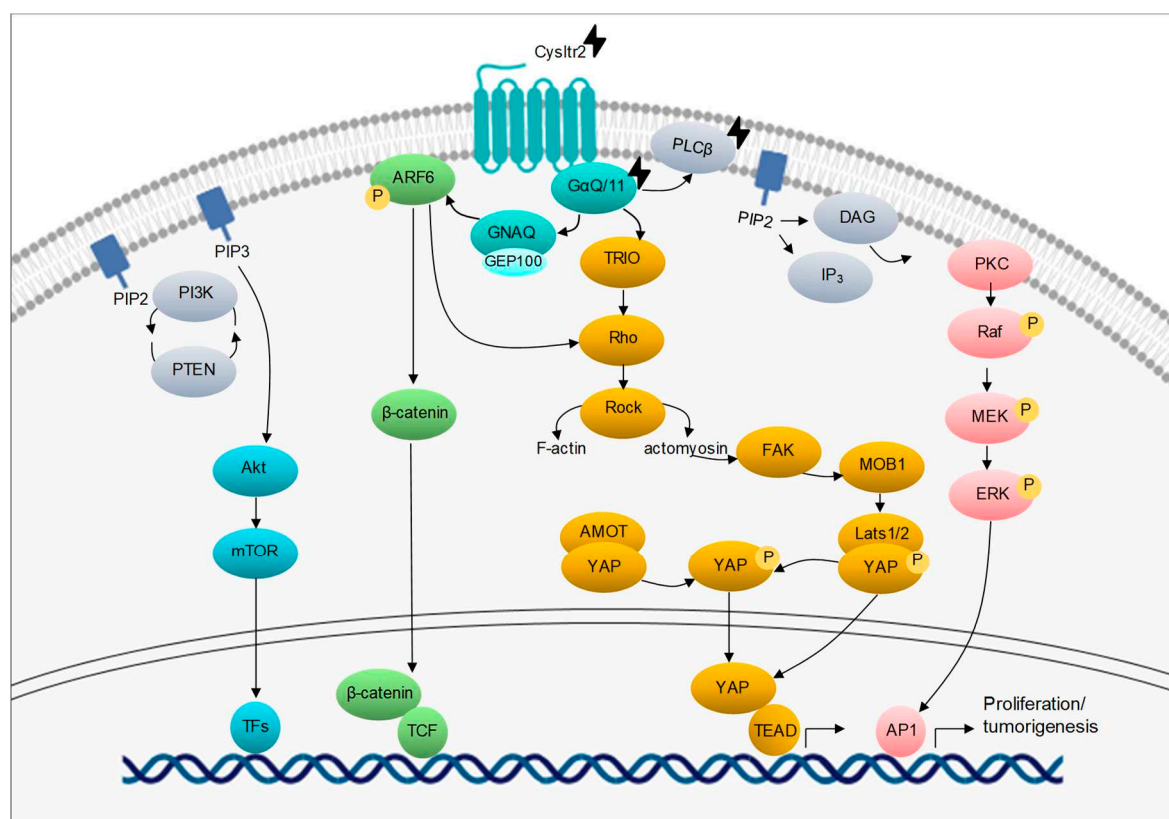 Cysltr2
PLCβ
ARF6
P
GαQ/11
GNAQ
GEP100
PIP2
DAG
IP3
TRIO
PKC
PIP3
PIP2
PI3K
PTEN
Rho
Raf
P
Rock
β-catenin
MEK
P
F-actin
actomyosin
FAK
MOB1
Akt
ERK
P
mTOR
AMOT
YAP
YAP
P
Lats1/2
YAP
P
β-catenin
TCF
YAP
TEAD
TFs
AP1
Proliferation/
tumorigenesis